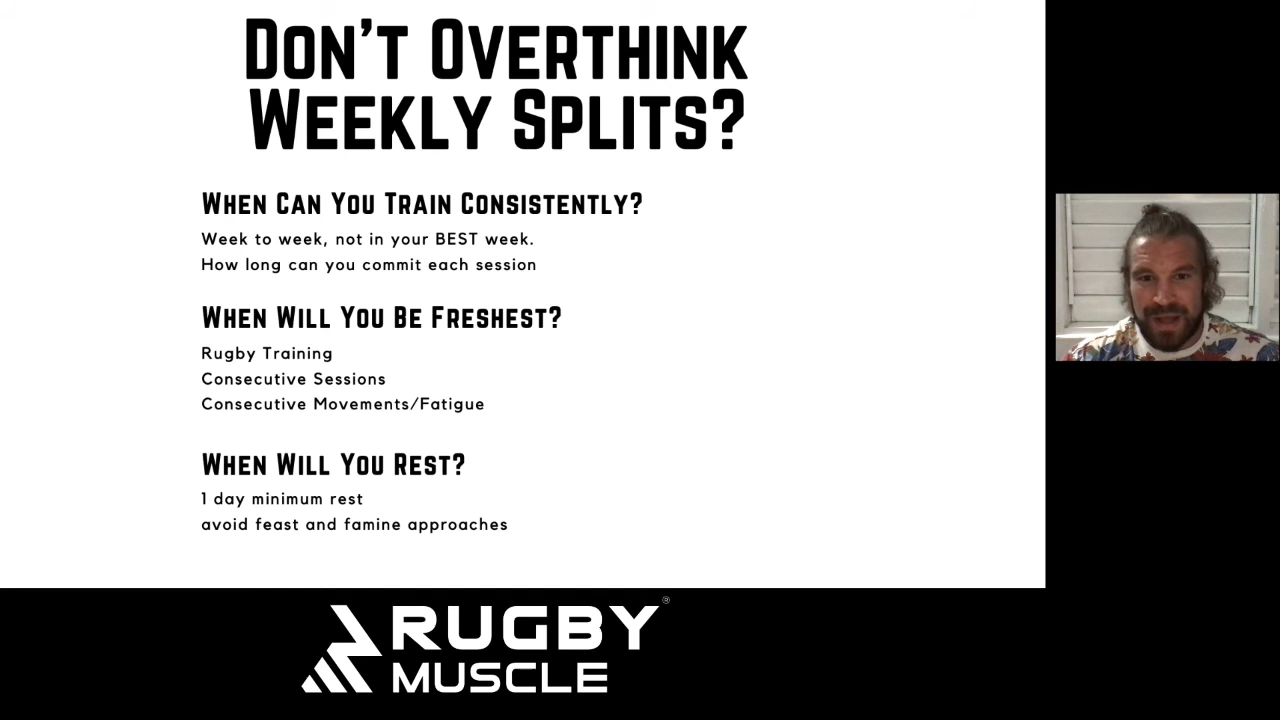 DON'T OVERTHINK
WEEKLY SPLITS?
WHEN CAN YOU TRAIN CONSISTENTLY?
Week to week, not in your BEST week.
How long can you commit each session
WHEN WILL YOU BE FRESHEST?
Rugby Training
Consecutive Sessions
Consecutive Movements/Fatigue
WHEN WILL YOU REST?
1 day minimum rest
avoid feast and famine approaches
RUGBY®
MUSCLE